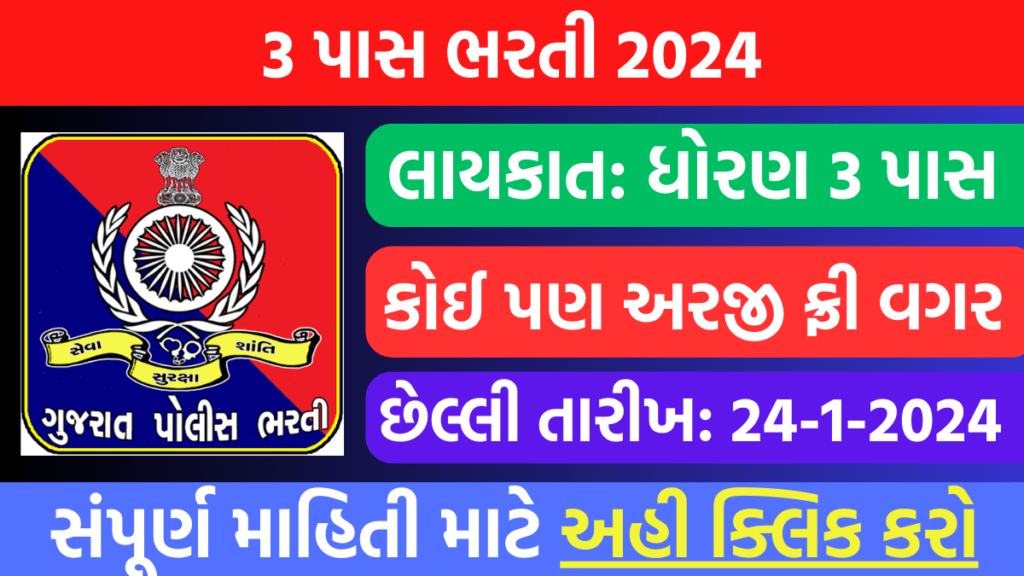 3 પાસ ભરતી 2024
લાયકાત: ધોરણ 3 પાસ
કોઈ પણ અરજી ફ્રી વગર
છેલ્લી તારીખ: 24-1-2024
સેવા
શાંતિ
સુરક્ષા
ગુજરાત પોલીસ ભરતી
સંપૂર્ણ માહિતી માટે અહી ક્લિક કરો